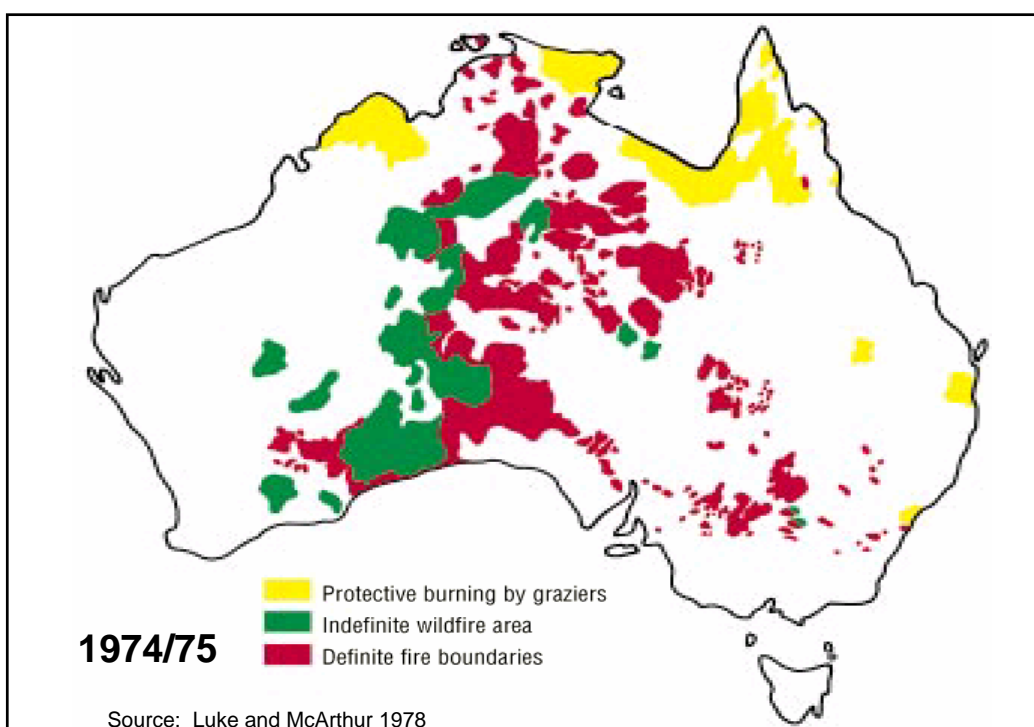 Protective burning by graziers
Indefinite wildfire area
Definite fire boundaries
1974/75
Source: Luke and McArthur 1978